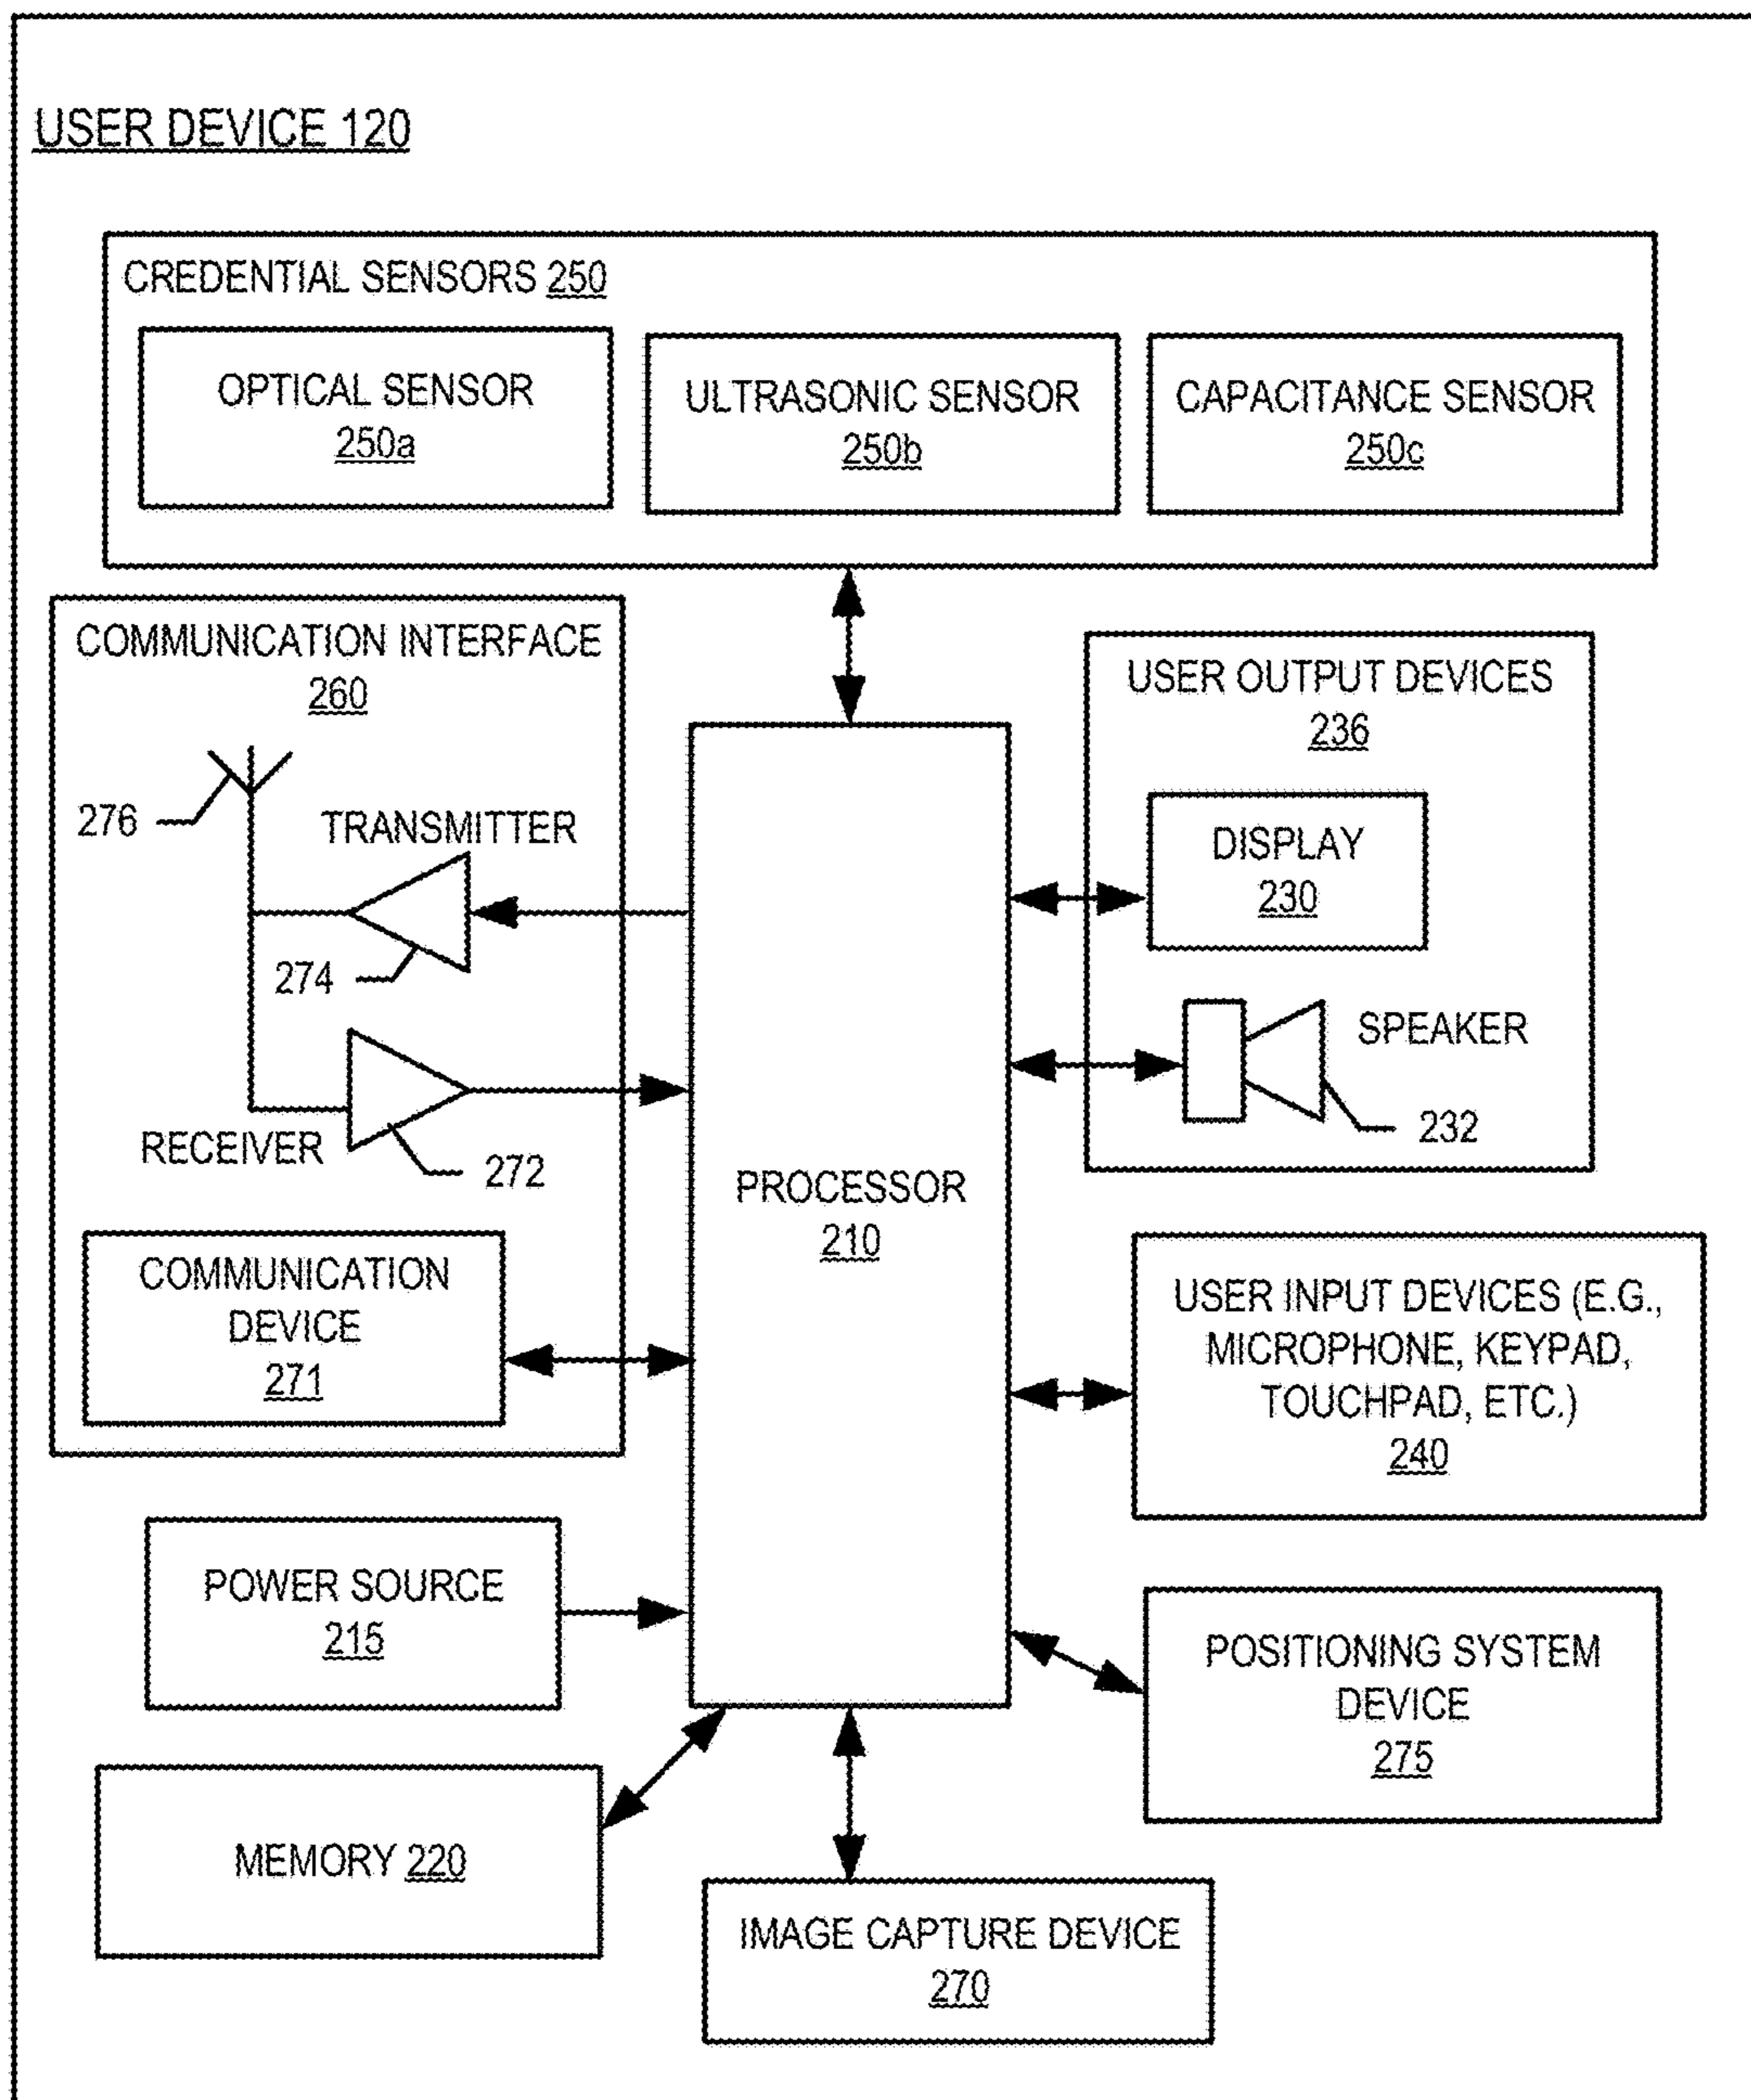 USER DEVICE 120
CREDENTIAL SENSORS 250
OPTICAL SENSOR
250a
ULTRASONIC SENSOR
250b
CAPACITANCE SENSOR
250c
COMMUNICATION INTERFACE
260
276
TRANSMITTER
274
RECEIVER
272
COMMUNICATION
DEVICE
271
PROCESSOR
210
USER OUTPUT DEVICES
236
DISPLAY
230
SPEAKER
232
USER INPUT DEVICES (E.G.,
MICROPHONE, KEYPAD,
TOUCHPAD, ETC.)
240
POWER SOURCE
215
POSITIONING SYSTEM
DEVICE
275
MEMORY 220
IMAGE CAPTURE DEVICE
270